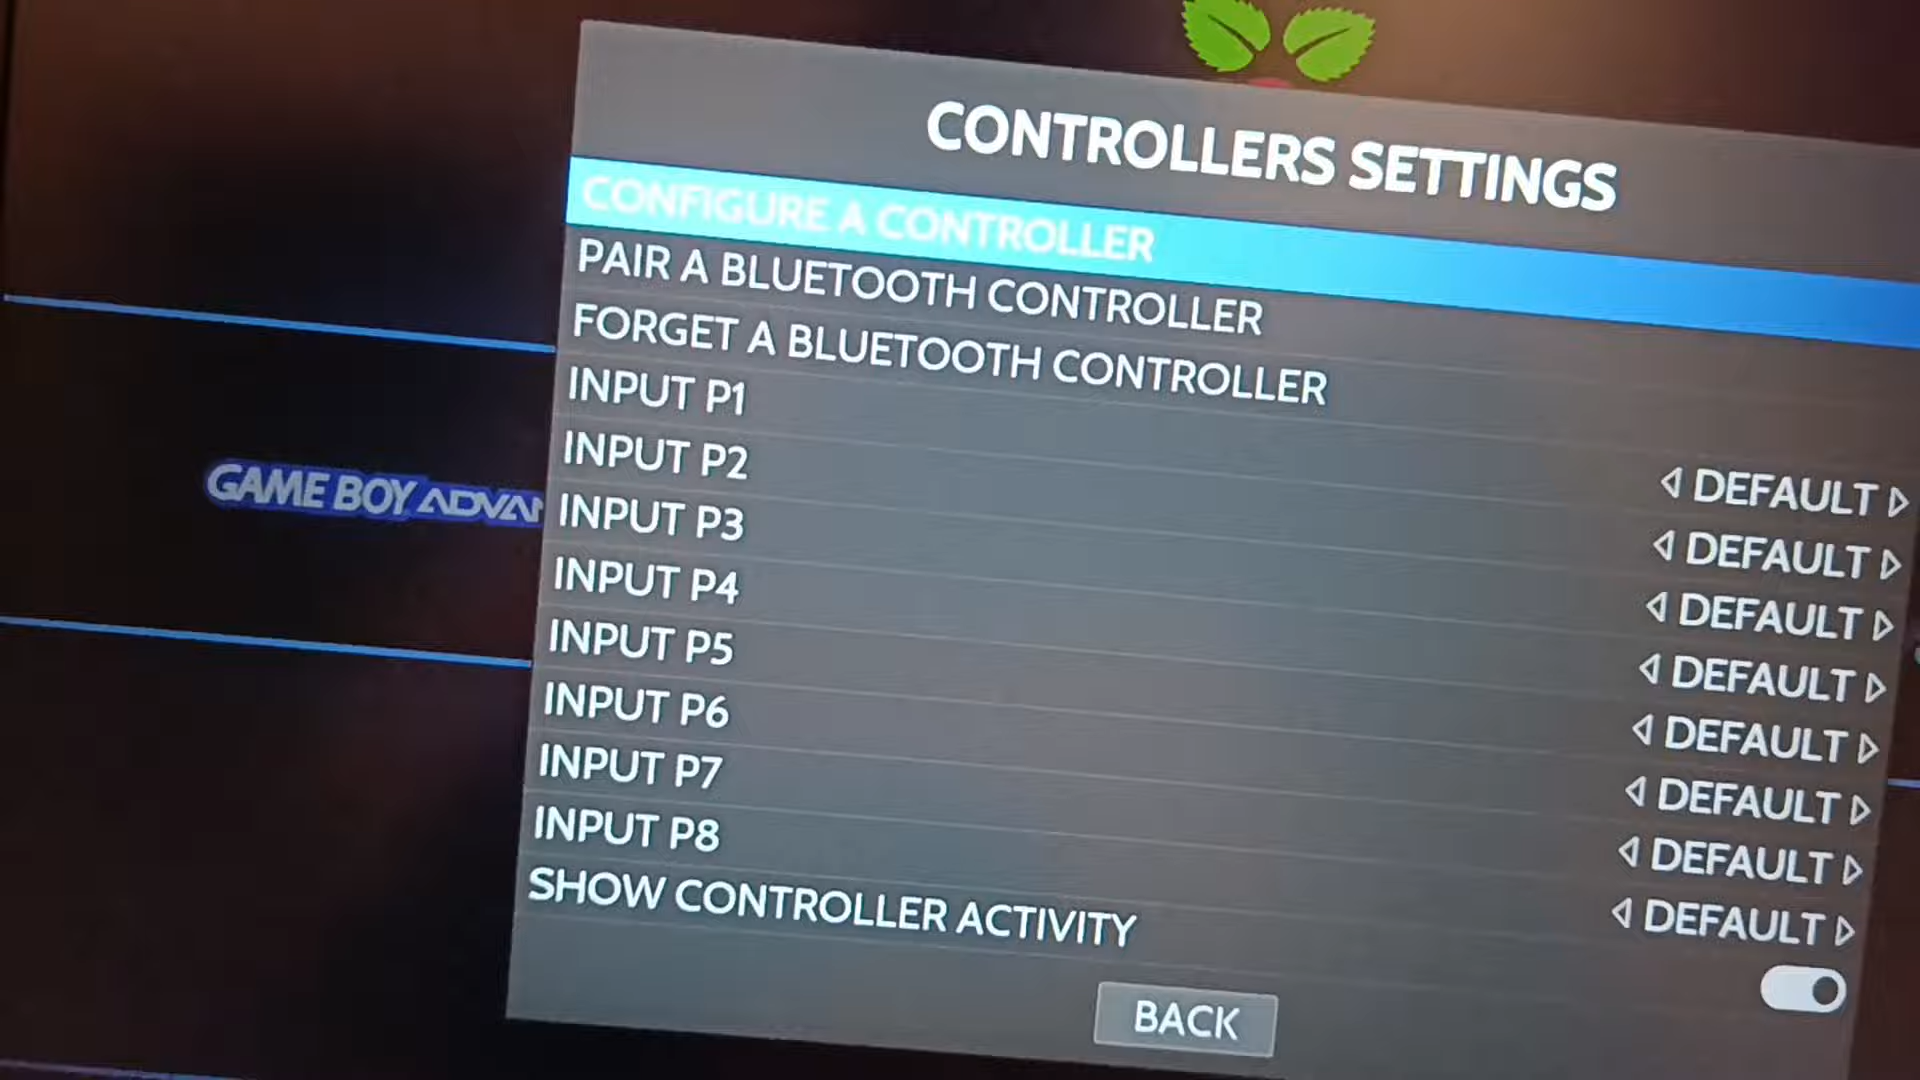 CONTROLLERS SETTINGS
CONFIGURE A CONTROLLER
PAIR A BLUETOOTH CONTROLLER
FORGET A BLUETOOTH CONTROLLER
INPUT P1 DEFAULT
INPUT P2 DEFAULT
INPUT P3 DEFAULT
INPUT P4 DEFAULT
INPUT P5 DEFAULT
INPUT P6 DEFAULT
INPUT P7 DEFAULT
INPUT P8 DEFAULT
SHOW CONTROLLER ACTIVITY
BACK
GAME BOY ADVAN